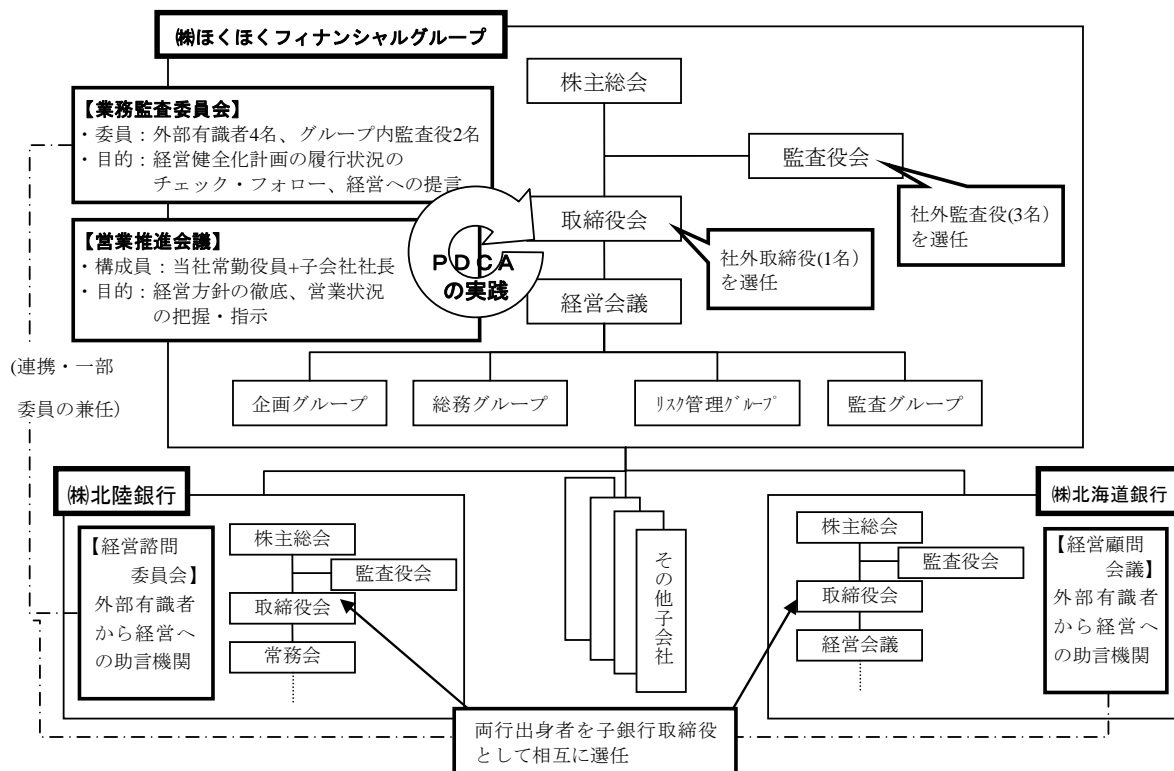 ㈱ほくほくフィナンシャルグループ
株主総会
【業務監査委員会】
・委員：外部有識者4名、グループ内監査役2名
・目的：経営健全化計画の履行状況の
チェック・フォロー、経営への提言
監査役会
社外監査役(3名)
を選任
取締役会
社外取締役(1名)
を選任
【営業推進会議】
・構成員：当社常勤役員+子会社社長
・目的：経営方針の徹底、営業状況
の把握・指示
PDCA
の実践
経営会議
(連携・一部
委員の兼任)
企画グループ
総務グループ
ﾘｽｸ管理ｸﾞﾙｰﾌﾟ
監査グループ
㈱北陸銀行
【経営諮問
委員会】
外部有識者
から経営へ
の助言機関
株主総会
監査役会
取締役会
常務会
その他子会社
㈱北海道銀行
株主総会
監査役会
取締役会
経営会議
【経営顧問
会議】
外部有識者
から経営へ
の助言機関
両行出身者を子銀行取締役
として相互に選任